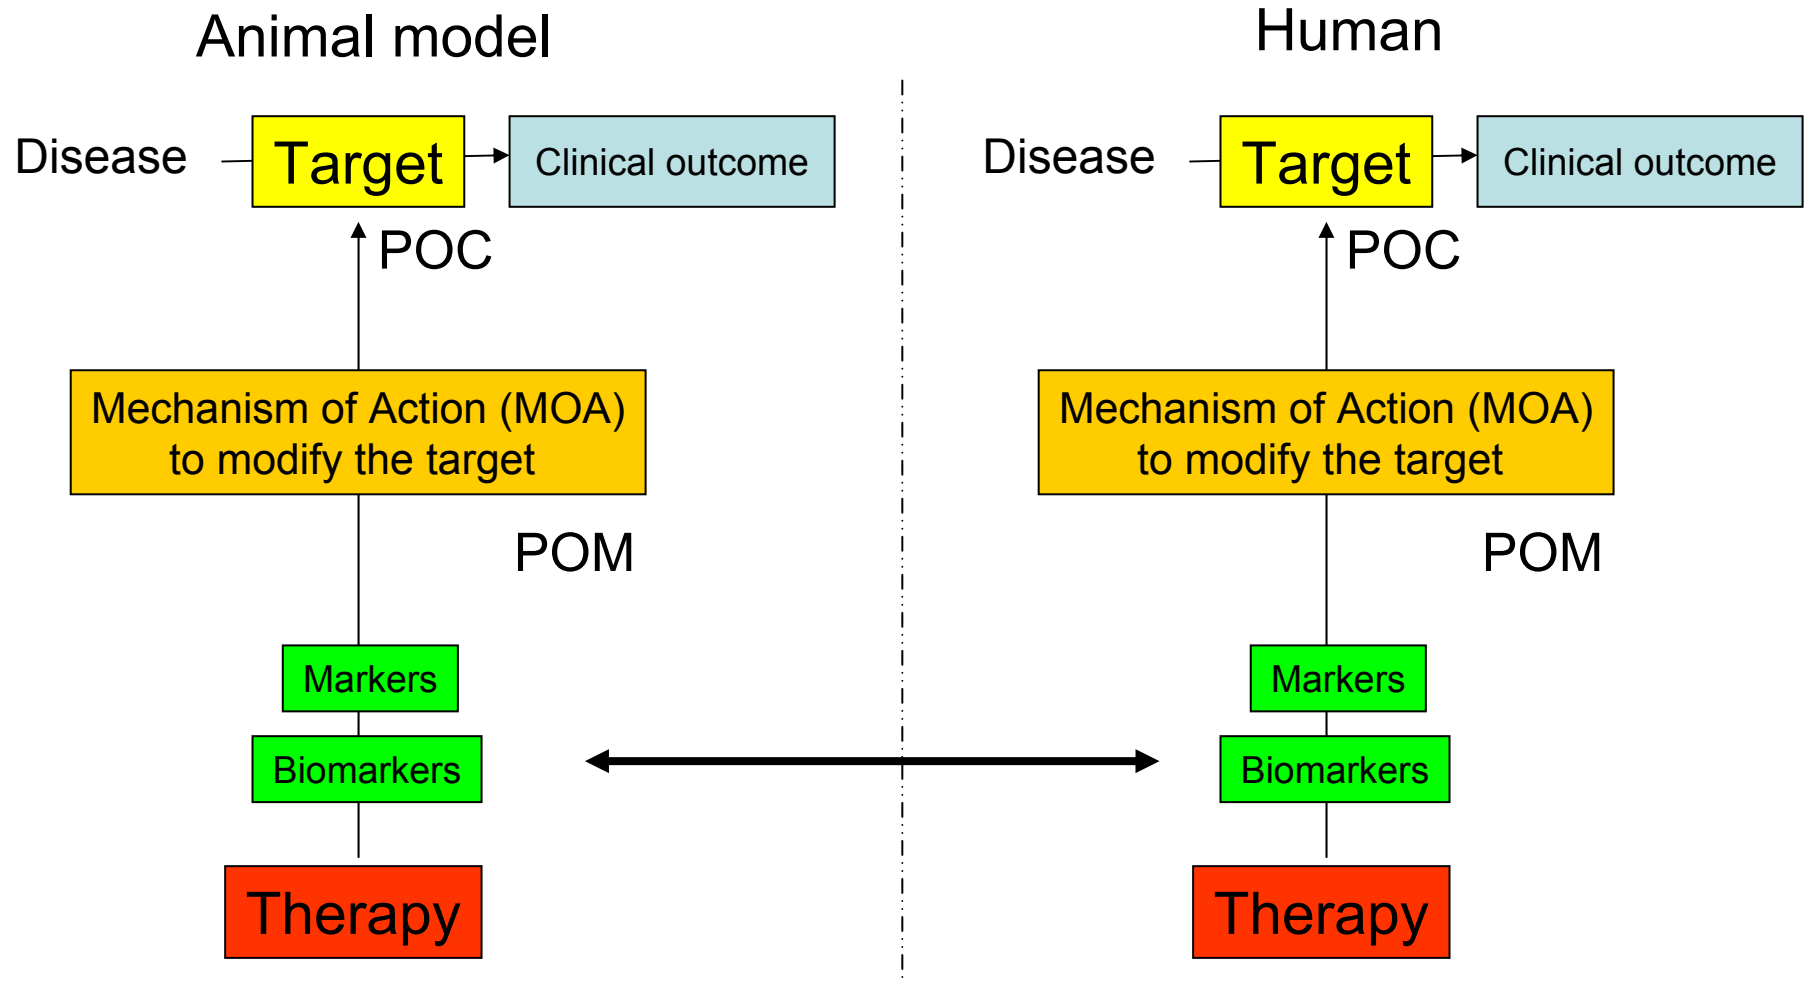 Animal model
Disease
Target
Clinical outcome
POC
Mechanism of Action (MOA)
to modify the target
POM
Markers
Biomarkers
Therapy
Human
Disease
Target
Clinical outcome
POC
Mechanism of Action (MOA)
to modify the target
POM
Markers
Biomarkers
Therapy